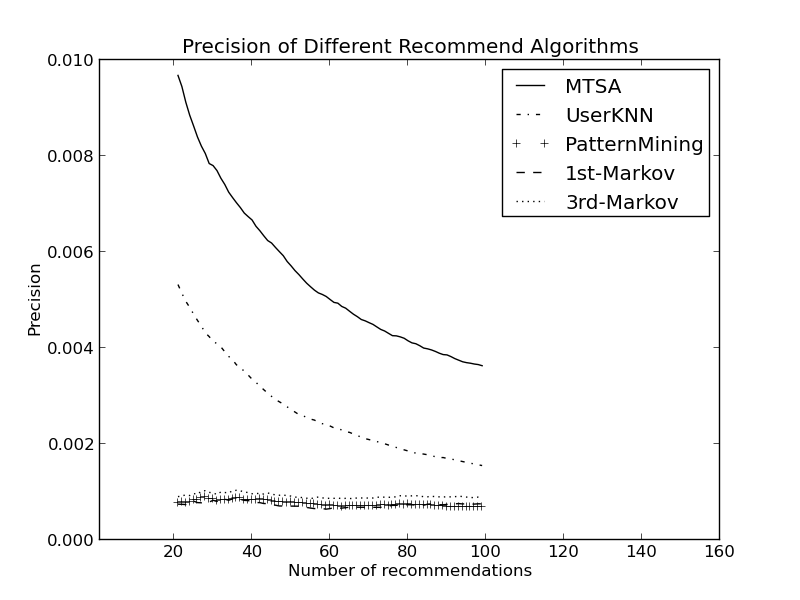 Precision of Different Recommend Algorithms
0.010
0.008
0.006
0.004
0.002
0.000
Precision
MTSA
UserKNN
PatternMining
1st-Markov
3rd-Markov
20 40 60 80 100 120 140 160
Number of recommendations